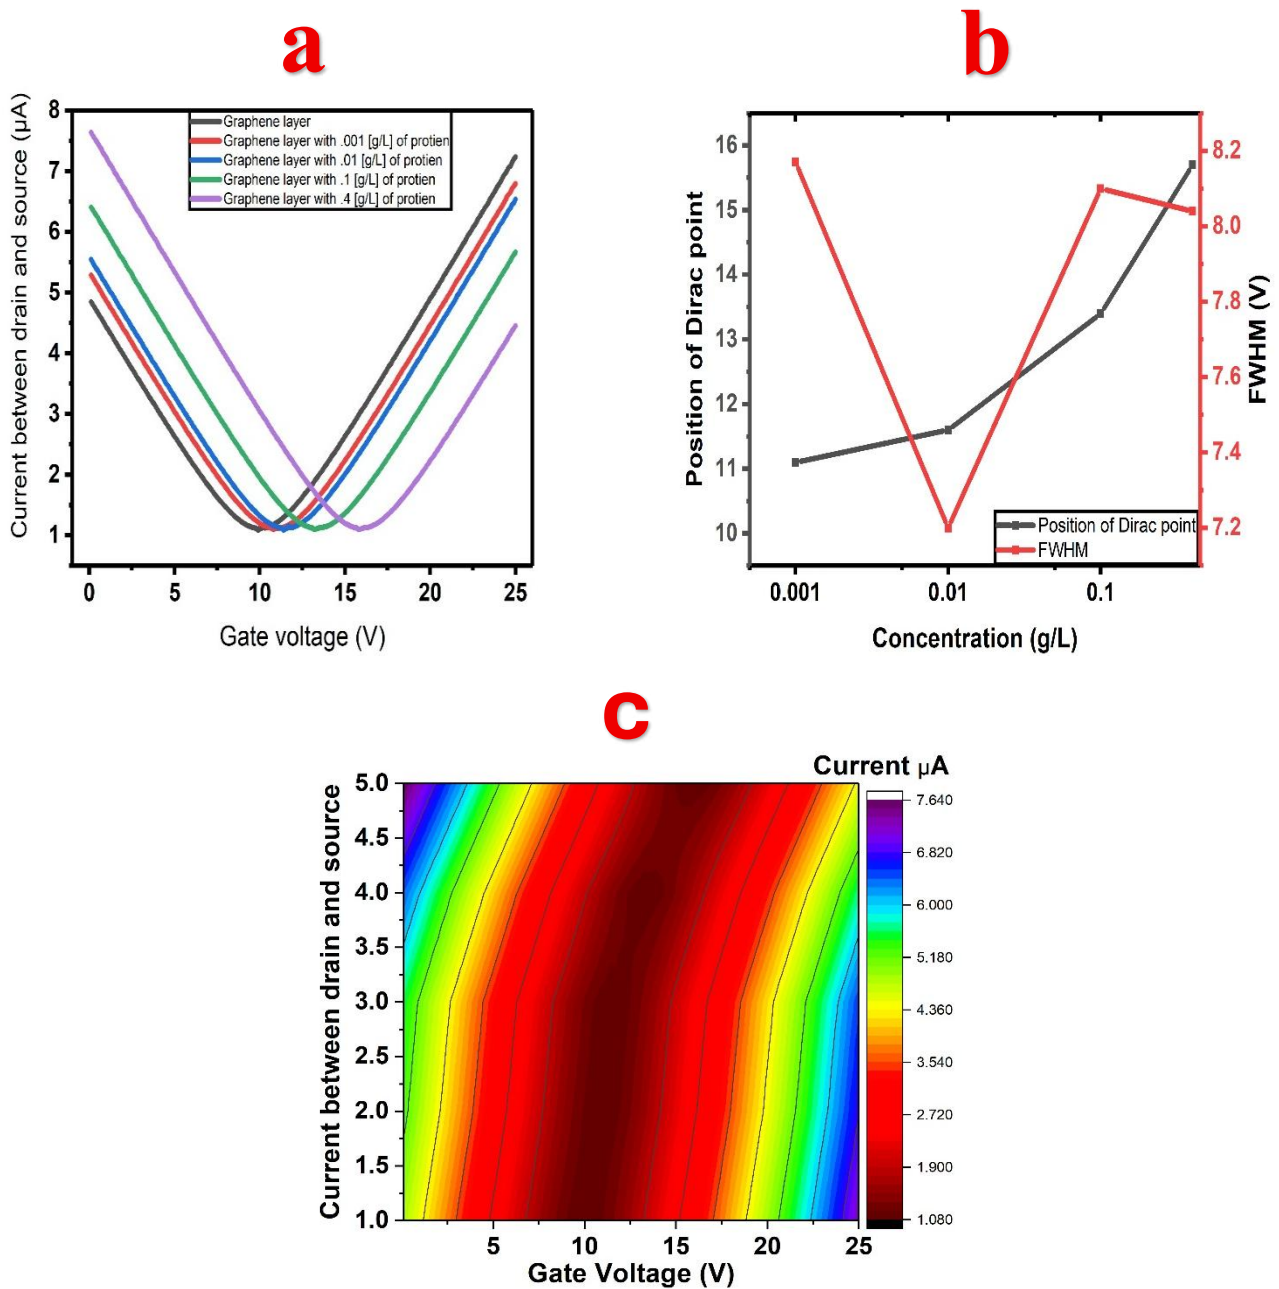 a
Current between drain and source (μA)
8
7
6
5
4
3
2
1
Graphene layer
Graphene layer with .001 [g/L] of protien
Graphene layer with .01 [g/L] of protien
Graphene layer with .1 [g/L] of protien
Graphene layer with .4 [g/L] of protien
0 5 10 15 20 25
Gate voltage (V)
b
Position of Dirac point
16
15
14
13
12
11
10
8.2
8.0
7.8
7.6
7.4
7.2
FWHM (V)
Position of Dirac point
FWHM
0.001 0.01 0.1
Concentration (g/L)
c
Current between drain and source
5.0
4.5
4.0
3.5
3.0
2.5
2.0
1.5
1.0
5 10 15 20 25
Gate Voltage (V)
Current μA
7.640
6.820
6.000
5.180
4.360
3.540
2.720
1.900
1.080